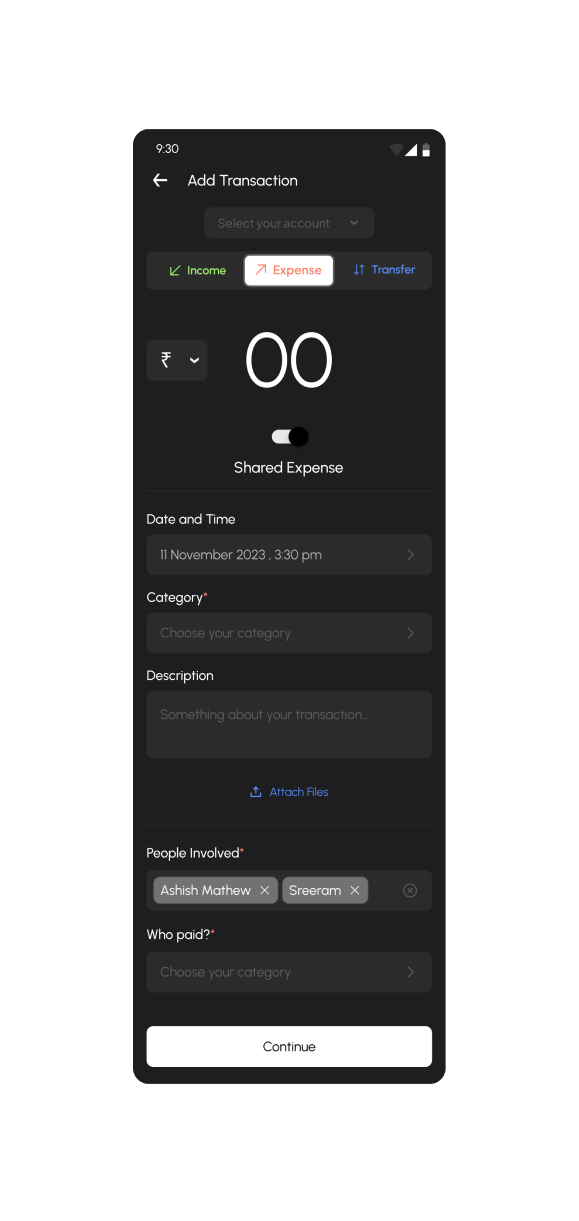 9:30
Add Transaction
Select your account
Income Expense Transfer
₹ 00
Shared Expense
Date and Time
11 November 2023 , 3:30 pm
Category*
Choose your category
Description
Something about your transaction...
Attach Files
People Involved*
Ashish Mathew Sreeram
Who paid?*
Choose your category
Continue